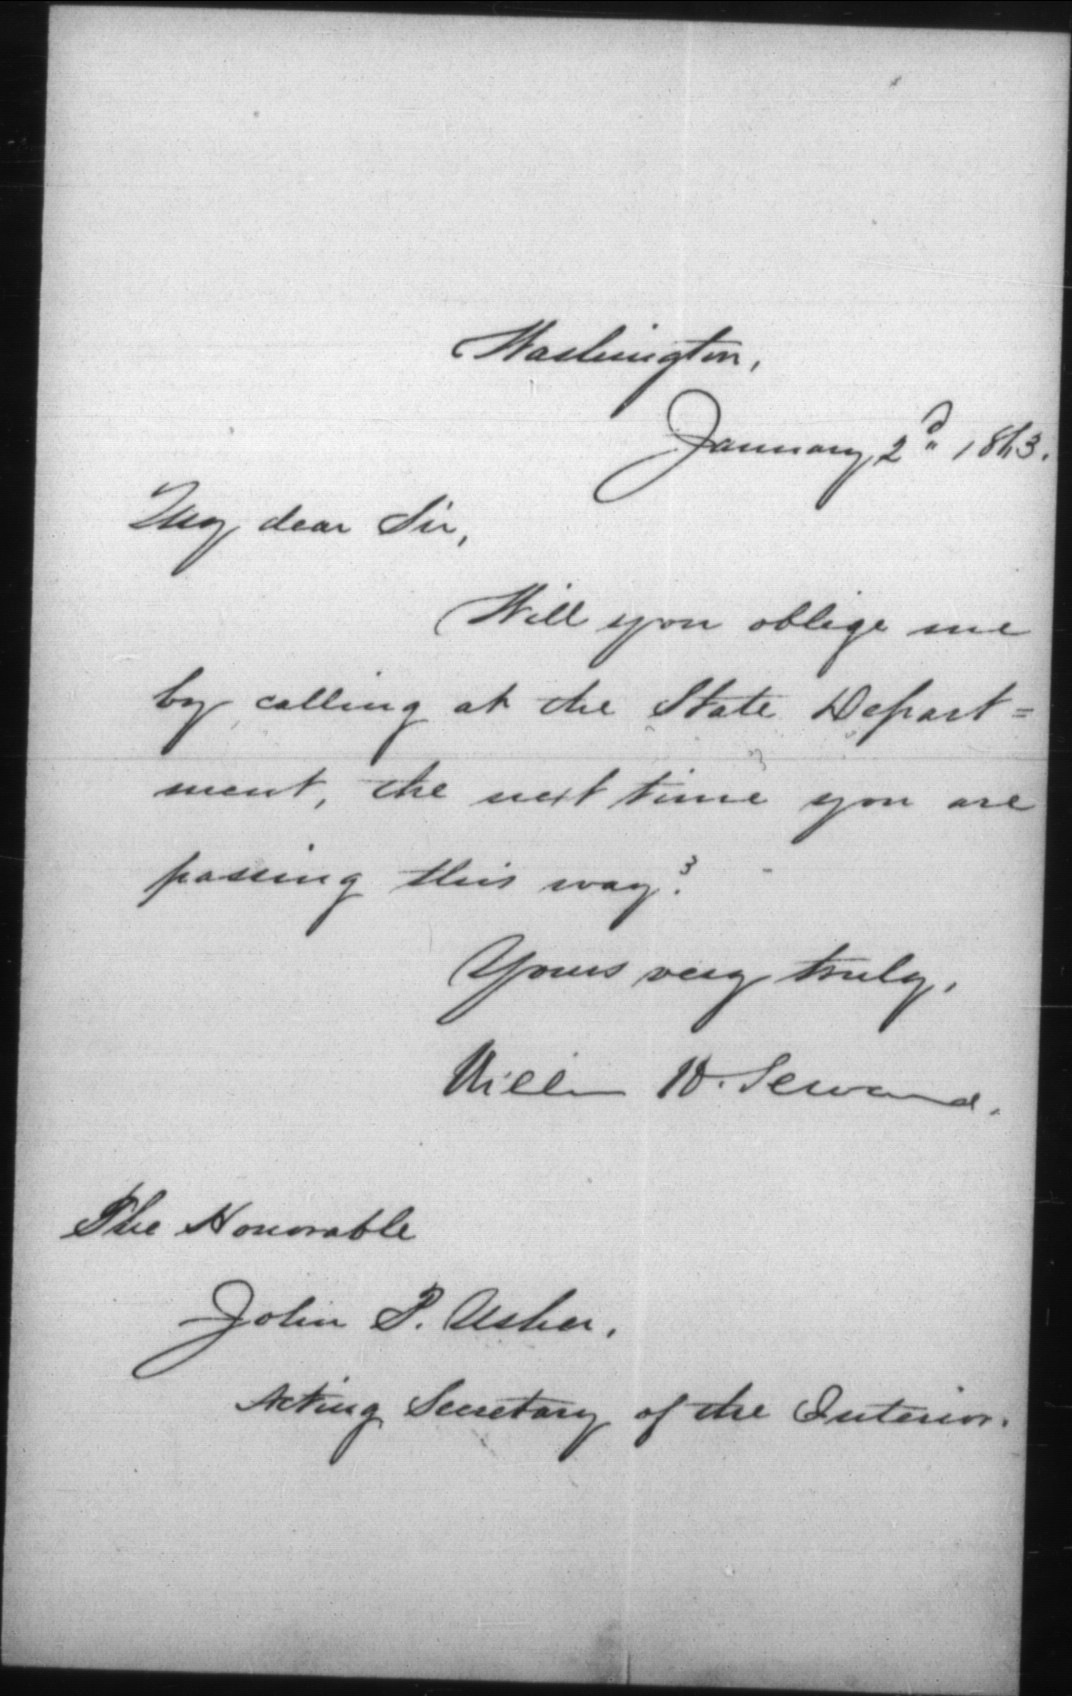 Washington,
January 2d 1863.
My dear Sir,
Will you oblige me
by calling at the State Depart=
ment, the next time you are
passing this way?
Yours very truly,
William H. Seward.
The Honorable
John P. Usher,
Acting Secretary of the Interior.